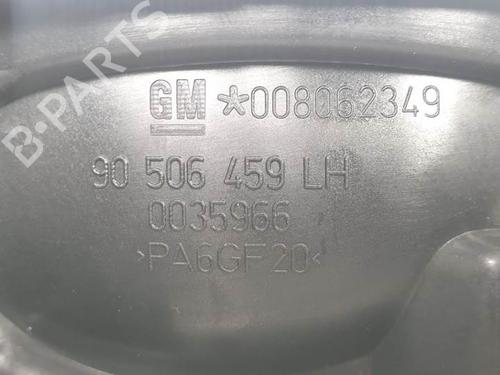 B-PARTS
GM *008062349
90 506 459 LH
0035966
>PA6GF20<